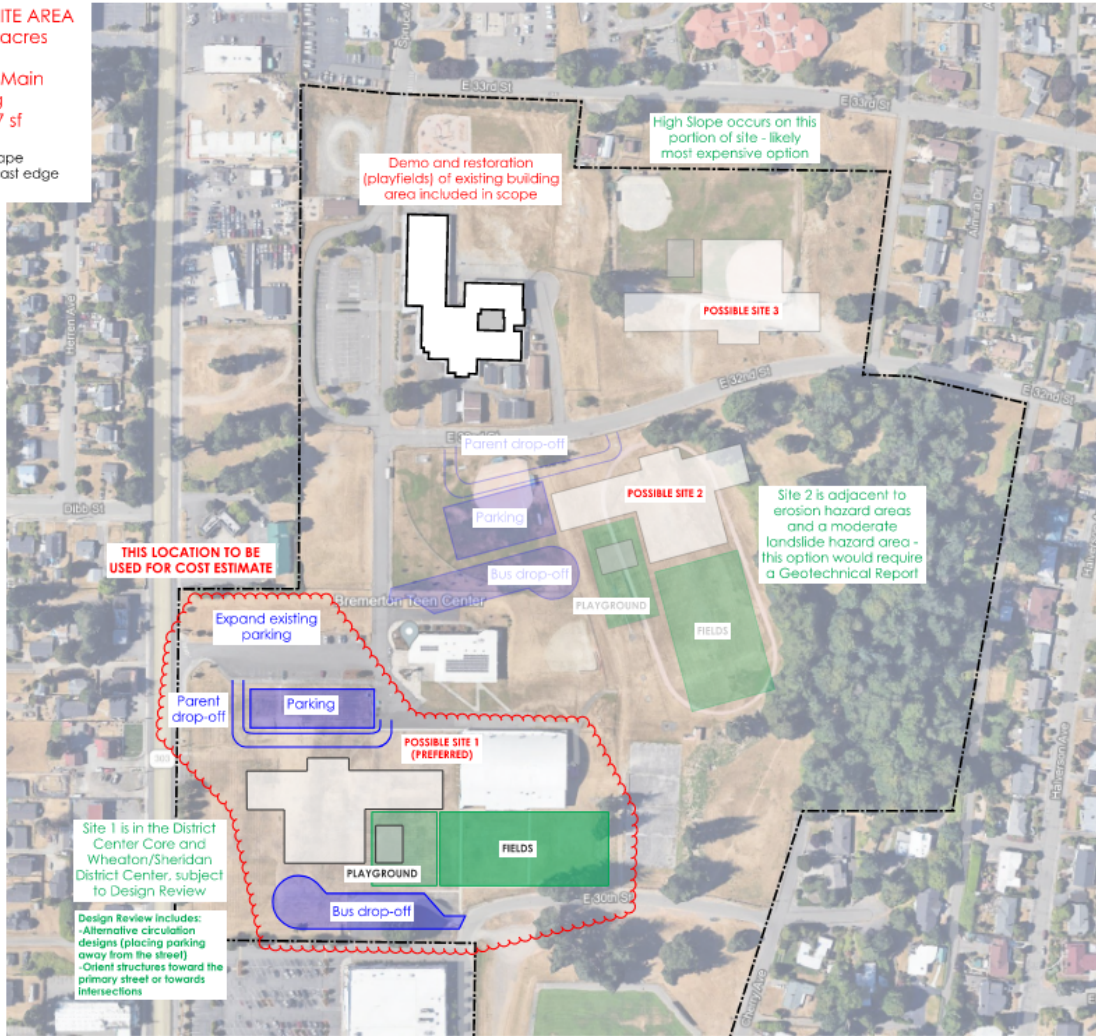 ITE AREA
acres
Main
g
7 sf
ape
ast edge
E 33rd St
E 33rd St
High Slope occurs on this
portion of site - likely
most expensive option
Demo and restoration
(playfields) of existing building
area included in scope
POSSIBLE SITE 3
E 32nd St
E 32nd St
Parent drop-off
POSSIBLE SITE 2
Parking
Bus drop-off
Site 2 is adjacent to
erosion hazard areas
and a moderate
landslide hazard area -
this option would require
a Geotechnical Report
Dibb St
THIS LOCATION TO BE
USED FOR COST ESTIMATE
Bremerton Teen Center
PLAYGROUND
FIELDS
Expand existing
parking
Parent
drop-off
Parking
POSSIBLE SITE 1
(PREFERRED)
303
Site 1 is in the District
Center Core and
Wheaton/Sheridan
District Center, subject
to Design Review
FIELDS
PLAYGROUND
Bus drop-off
E 30th St
Design Review includes:
-Alternative circulation
designs (placing parking
away from the street)
-Orient structures toward the
primary street or towards
intersections
Halverson Ave
Cherry Ave